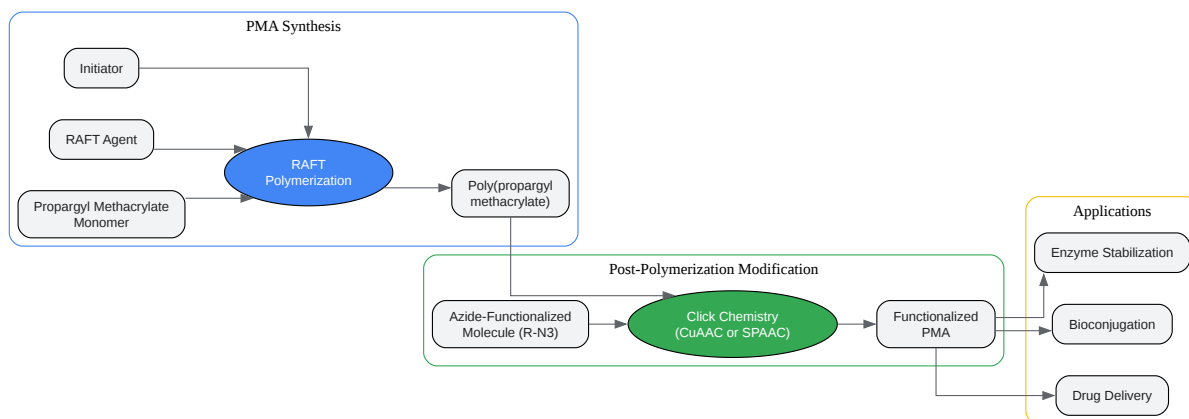 PMA Synthesis
Initiator
RAFT Agent
RAFT
Polymerization
Propargyl Methacrylate
Monomer
Poly(propargyl
methacrylate)
Post-Polymerization Modification
Azide-Functionalized
Molecule (R-N3)
Click Chemistry
(CuAAC or SPAAC)
Functionalized
PMA
Applications
Enzyme Stabilization
Bioconjugation
Drug Delivery